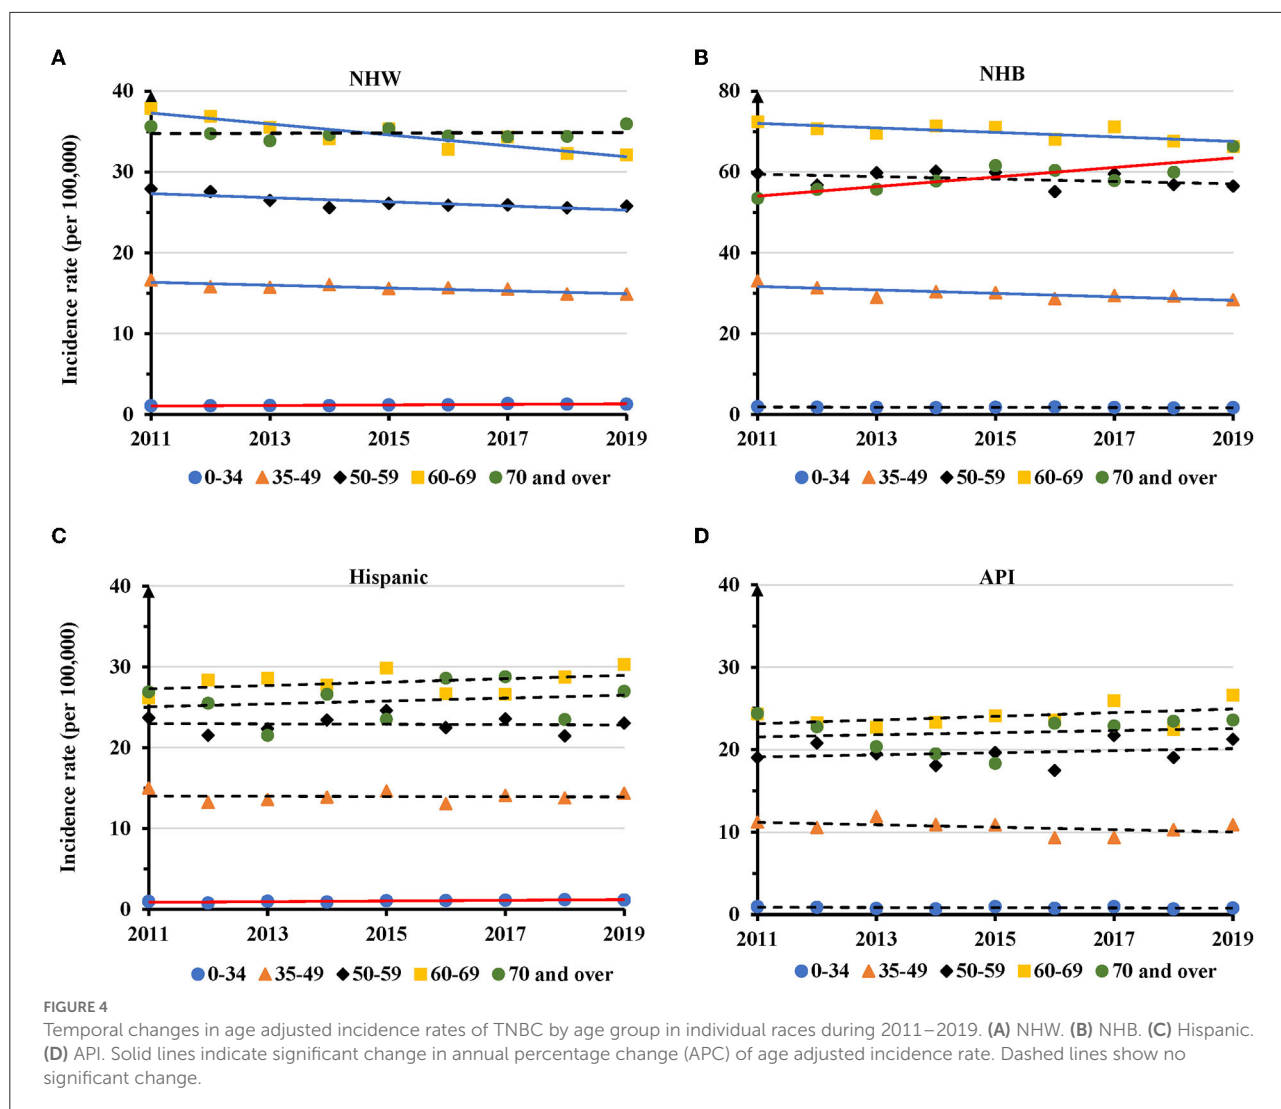 A
NHW
Incidence rate (per 100,000)
40
30
20
10
0
2011 2013 2015 2017 2019
0-34 35-49 50-59 60-69 70 and over
B
NHB
80
60
40
20
0
2011 2013 2015 2017 2019
0-34 35-49 50-59 60-69 70 and over
C
Hispanic
Incidence rate (per 100,000)
40
30
20
10
0
2011 2013 2015 2017 2019
0-34 35-49 50-59 60-69 70 and over
D
API
40
30
20
10
0
2011 2013 2015 2017 2019
0-34 35-49 50-59 60-69 70 and over
FIGURE 4
Temporal changes in age adjusted incidence rates of TNBC by age group in individual races during 2011–2019. (A) NHW. (B) NHB. (C) Hispanic.
(D) API. Solid lines indicate significant change in annual percentage change (APC) of age adjusted incidence rate. Dashed lines show no
significant change.